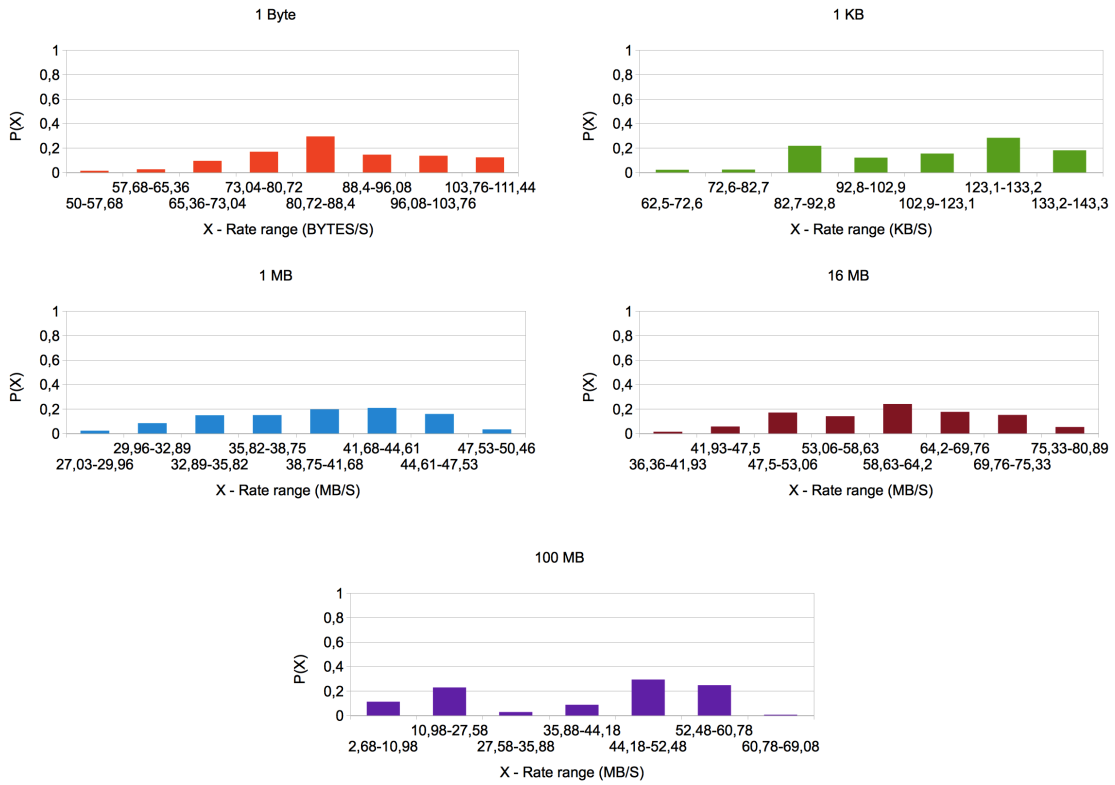 1 Byte
1
0,8
0,6
0,4
0,2
0
P(X)
57,68-65,36 73,04-80,72 88,4-96,08 103,76-111,44
50-57,68 65,36-73,04 80,72-88,4 96,08-103,76
X - Rate range (BYTES/S)
1 KB
1
0,8
0,6
0,4
0,2
0
P(X)
72,6-82,7 92,8-102,9 123,1-133,2
62,5-72,6 82,7-92,8 102,9-123,1 133,2-143,3
X - Rate range (KB/S)
1 MB
1
0,8
0,6
0,4
0,2
0
P(X)
29,96-32,89 35,82-38,75 41,68-44,61 47,53-50,46
27,03-29,96 32,89-35,82 38,75-41,68 44,61-47,53
X - Rate range (MB/S)
16 MB
1
0,8
0,6
0,4
0,2
0
P(X)
41,93-47,5 53,06-58,63 64,2-69,76 75,33-80,89
36,36-41,93 47,5-53,06 58,63-64,2 69,76-75,33
X - Rate range (MB/S)
100 MB
1
0,8
0,6
0,4
0,2
0
P(X)
10,98-27,58 35,88-44,18 52,48-60,78
2,68-10,98 27,58-35,88 44,18-52,48 60,78-69,08
X - Rate range (MB/S)